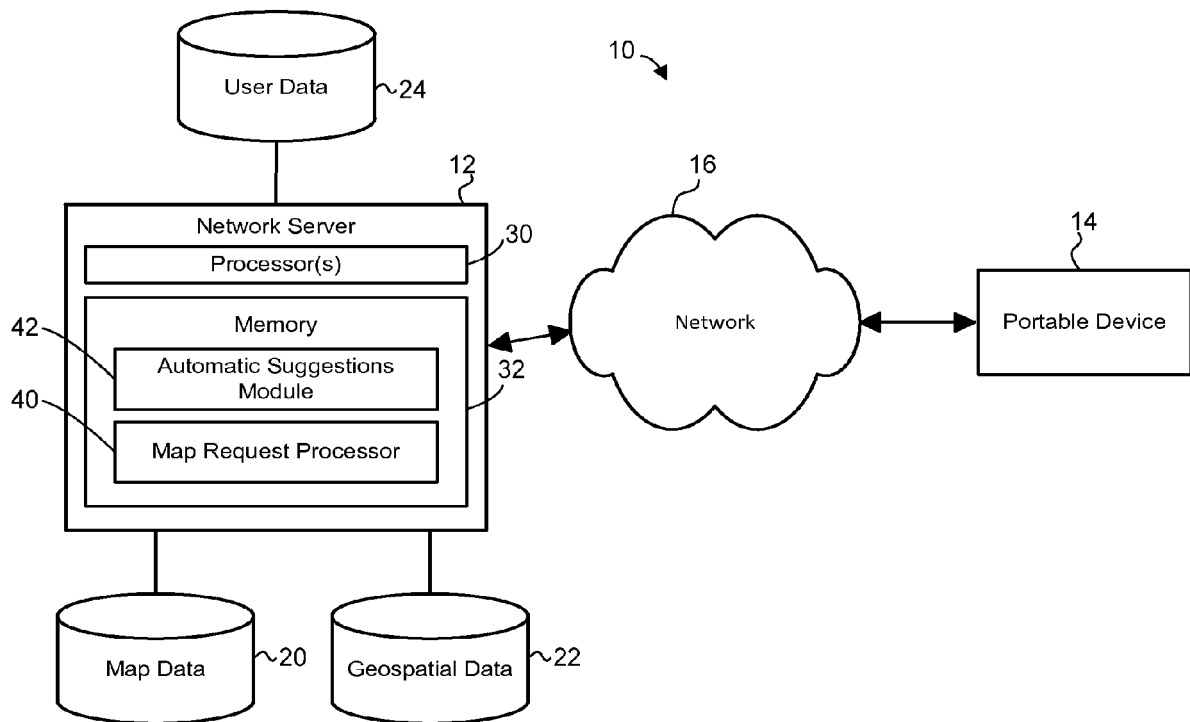 User Data
24
10
12
16
14
Network Server
30
Processor(s)
Memory
42
Automatic Suggestions
Module
32
40
Map Request Processor
Network
Portable Device
Map Data
20
Geospatial Data
22